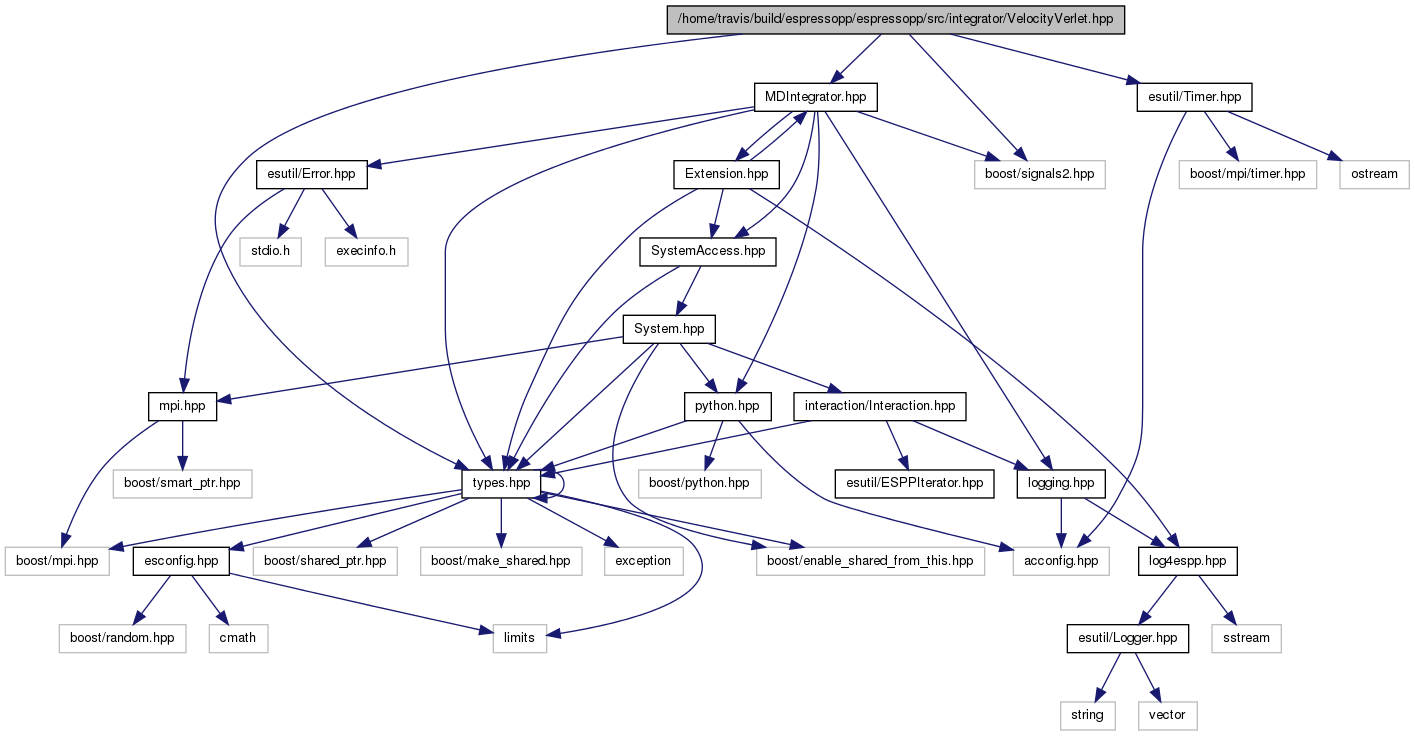 /home/travis/build/espressopp/espressopp/src/integrator/VelocityVerlet.hpp
MDIntegrator.hpp
esutil/Timer.hpp
esutil/Error.hpp
Extension.hpp
boost/signals2.hpp
boost/mpi/timer.hpp
ostream
stdio.h
execinfo.h
SystemAccess.hpp
System.hpp
mpi.hpp
python.hpp
interaction/Interaction.hpp
boost/smart_ptr.hpp
types.hpp
boost/python.hpp
esutil/ESPPIterator.hpp
logging.hpp
boost/mpi.hpp
esconfig.hpp
boost/shared_ptr.hpp
boost/make_shared.hpp
exception
boost/enable_shared_from_this.hpp
acconfig.hpp
log4espp.hpp
boost/random.hpp
cmath
limits
esutil/Logger.hpp
sstream
string
vector